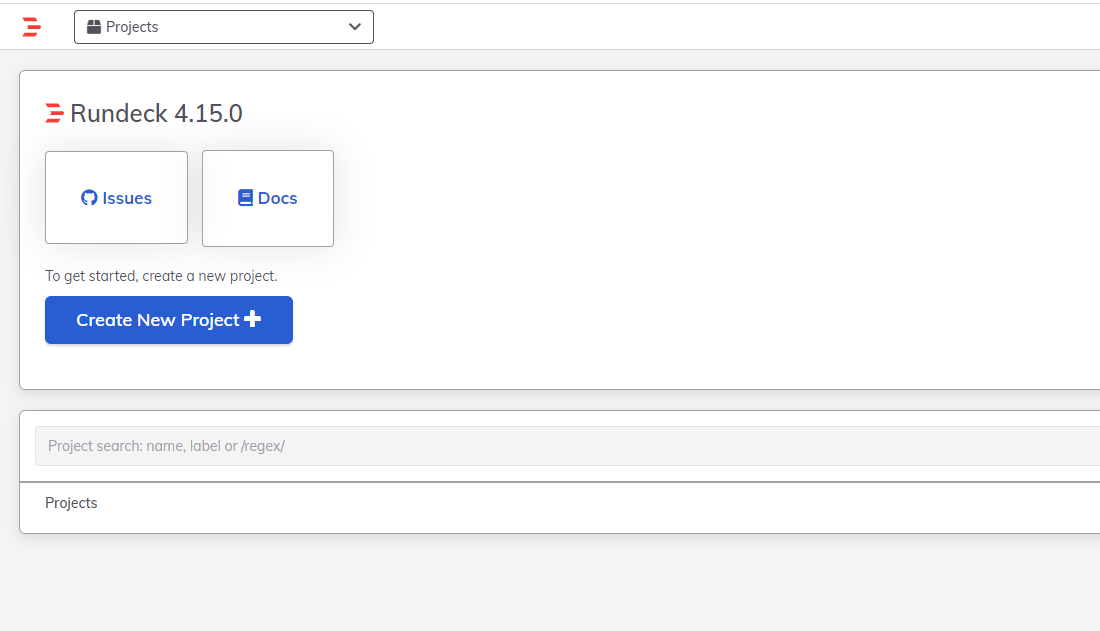 Projects
Rundeck 4.15.0
Issues
Docs
To get started, create a new project.
Create New Project
Project search: name, label or /regex/
Projects